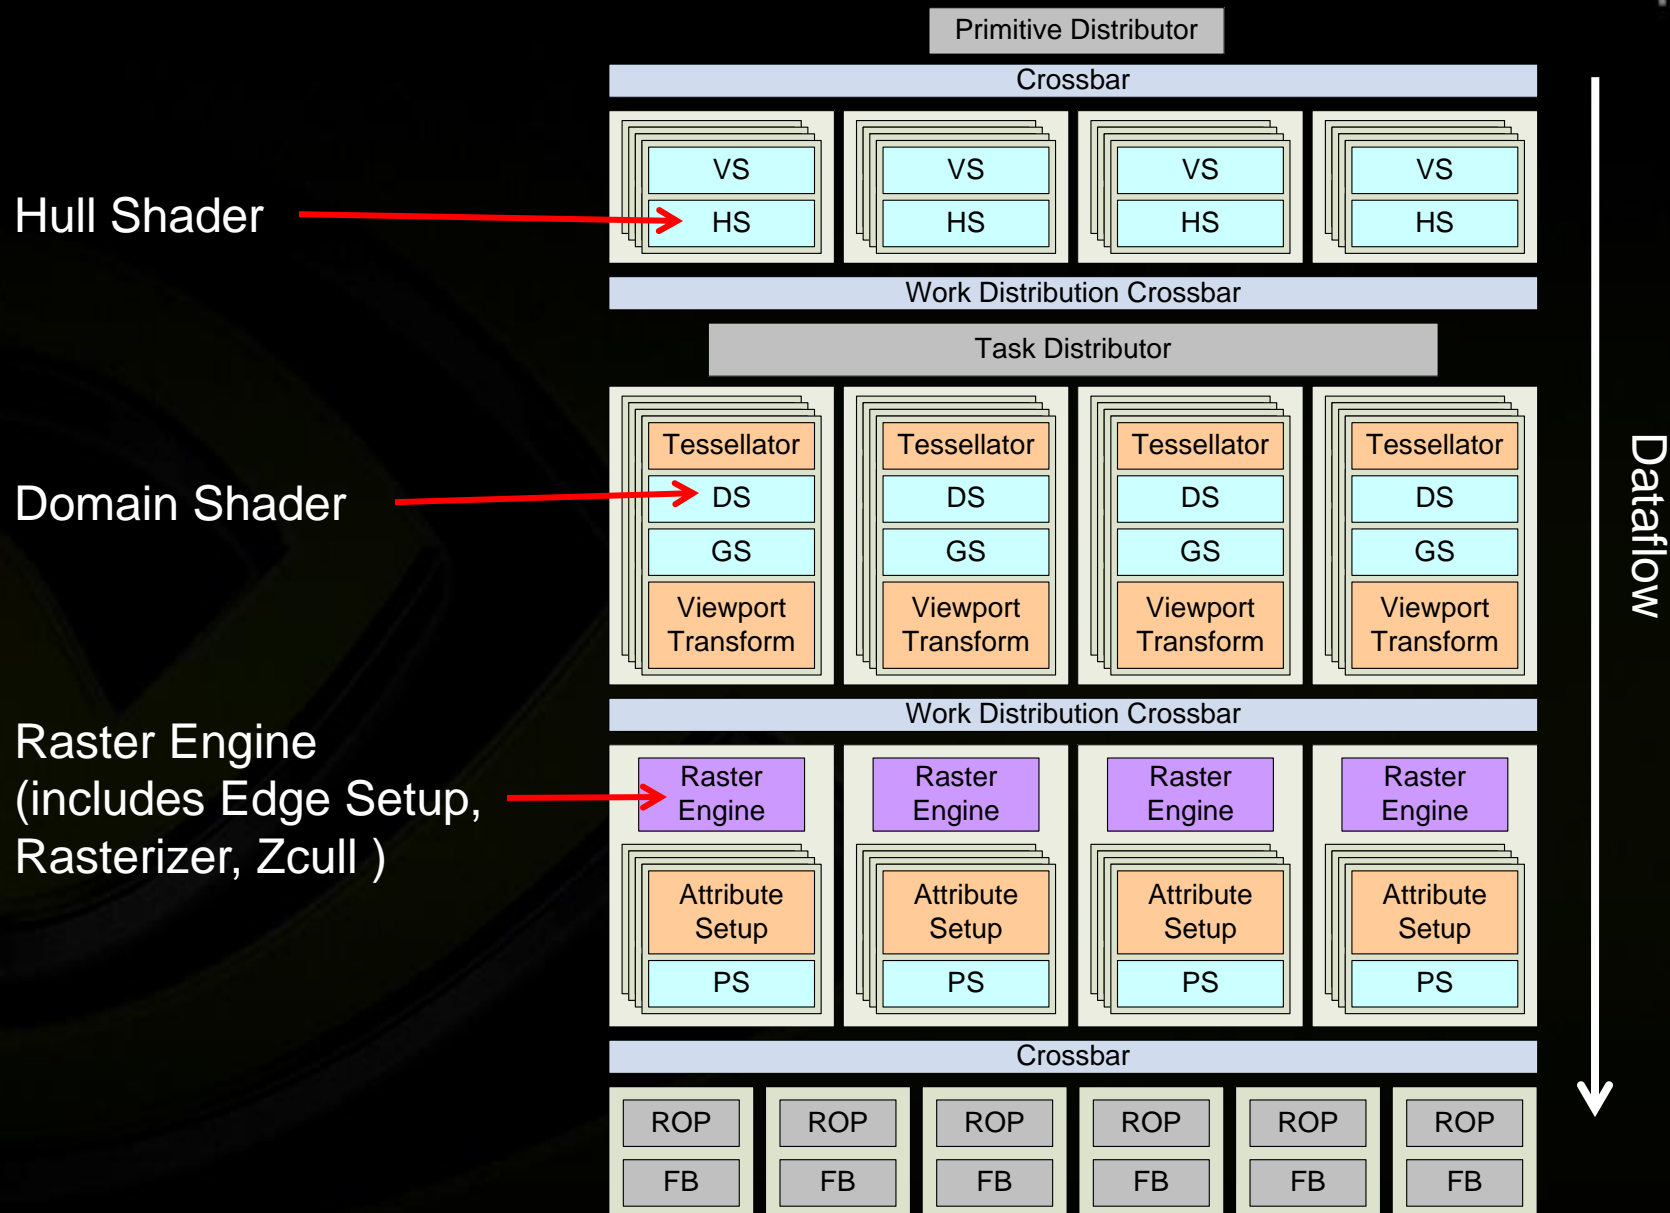 Primitive Distributor
Crossbar
VS
VS
VS
VS
Hull Shader
HS
HS
HS
HS
Work Distribution Crossbar
Task Distributor
Tessellator
Tessellator
Tessellator
Tessellator
Domain Shader
DS
DS
DS
DS
GS
GS
GS
GS
Viewport
Transform
Viewport
Transform
Viewport
Transform
Viewport
Transform
Dataflow
Work Distribution Crossbar
Raster Engine
(includes Edge Setup,
Rasterizer, Zcull )
Raster
Engine
Raster
Engine
Raster
Engine
Raster
Engine
Attribute
Setup
Attribute
Setup
Attribute
Setup
Attribute
Setup
PS
PS
PS
PS
Crossbar
ROP
ROP
ROP
ROP
ROP
ROP
FB
FB
FB
FB
FB
FB